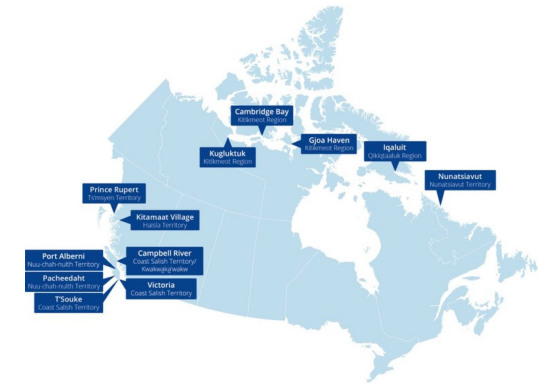 Cambridge Bay
Kitikmeot Region
Gjoa Haven
Kitikmeot Region
Iqaluit
Qikiqtaaluk Region
Kugluktuk
Kitikmeot Region
Nunatsiavut
Nunatsiavut Territory
Prince Rupert
Ts'msyen Territory
Kitamaat Village
Haisla Territory
Port Alberni
Nuu-chah-nulth Territory
Campbell River
Coast Salish Territory/
Pacheedaht
Nuu-chah-nulth Territory
Victoria
Coast Salish Territory
T'Souke
Coast Salish Territory